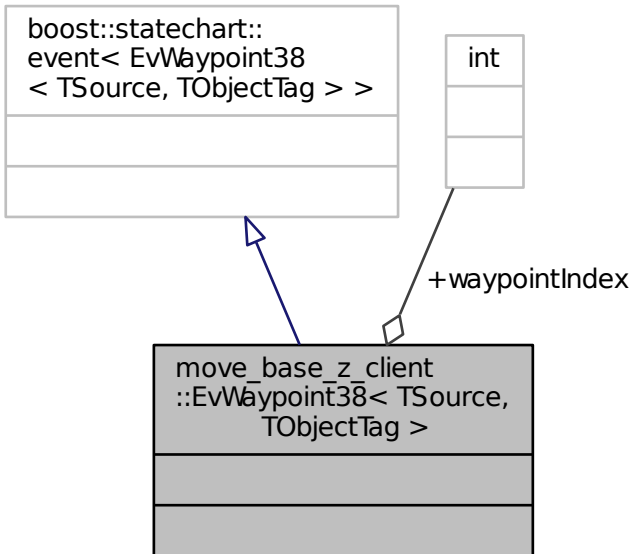 boost::statechart::
event< EvWaypoint38
< TSource, TObjectTag > >
int
+waypointIndex
move_base_z_client
::EvWaypoint38< TSource,
TObjectTag >